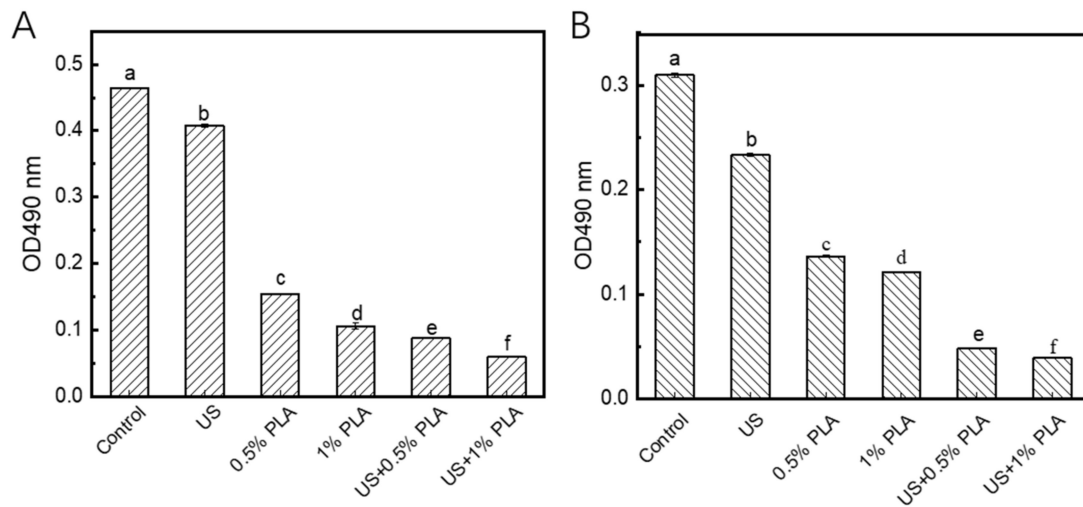 A
OD490 nm
0.5
0.4
0.3
0.2
0.1
0.0
a
b
c
d
e
f
Control
US
0.5% PLA
1% PLA
US+0.5% PLA
US+1% PLA
B
OD490 nm
0.3
0.2
0.1
0.0
a
b
c
d
e
f
Control
US
0.5% PLA
1% PLA
US+0.5% PLA
US+1% PLA